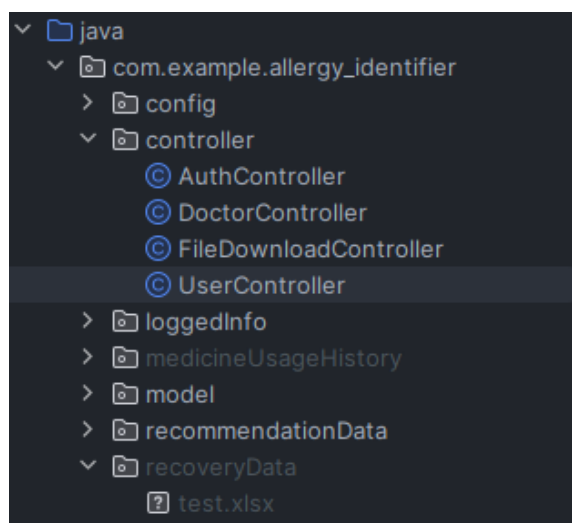 java
com.example.allergy_identifier
config
controller
AuthController
DoctorController
FileDownloadController
UserController
loggedInfo
medicineUsageHistory
model
recommendationData
recoveryData
test.xlsx